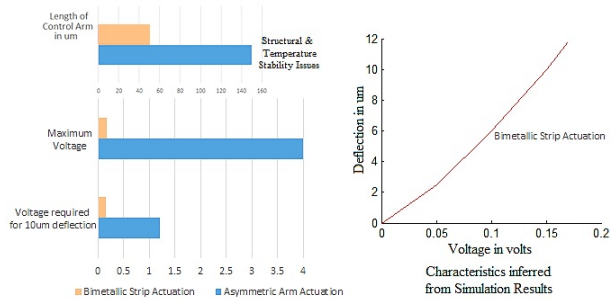 Length of
Control Arm
in um
Structural &
Temperature
Stability Issues
0 20 40 60 80 100 120 140 160
Maximum
Voltage
Voltage required
for 10um deflection
0 0.5 1 1.5 2 2.5 3 3.5 4
Bimetallic Strip Actuation Asymmetric Arm Actuation
Deflection in um
12
10
8
6
4
2
0
Bimetallic Strip Actuation
0 0.05 0.1 0.15 0.2
Voltage in volts
Characteristics inferred
from Simulation Results